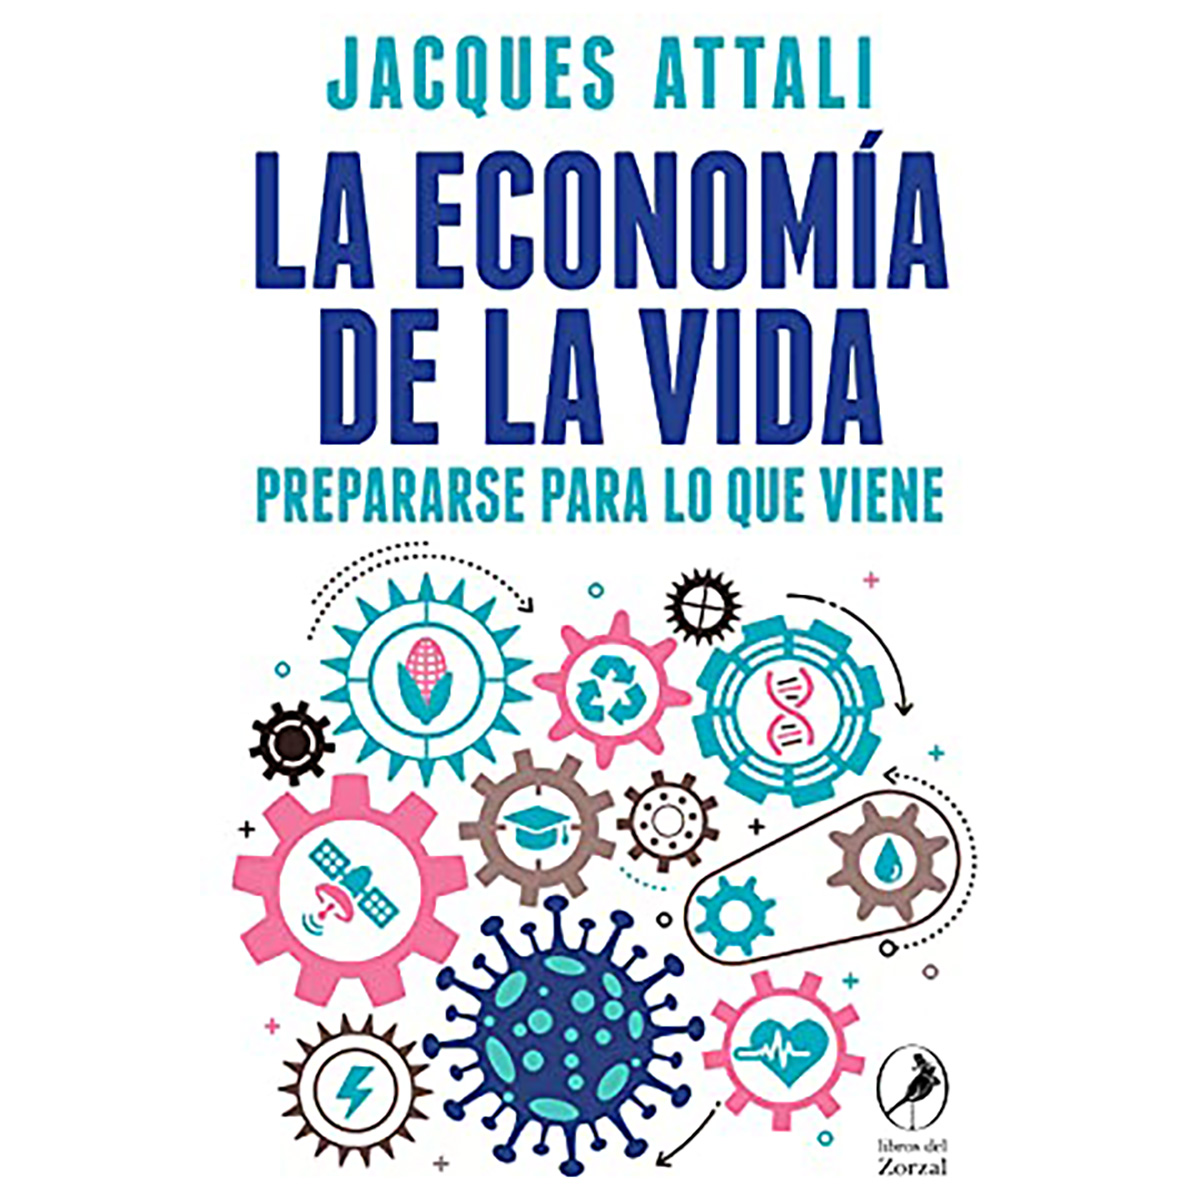 JACQUES ATTALI
LA ECONOMÍA
DE LA VIDA
PREPARARSE PARA LO QUE VIENE
libros del
Zorzal